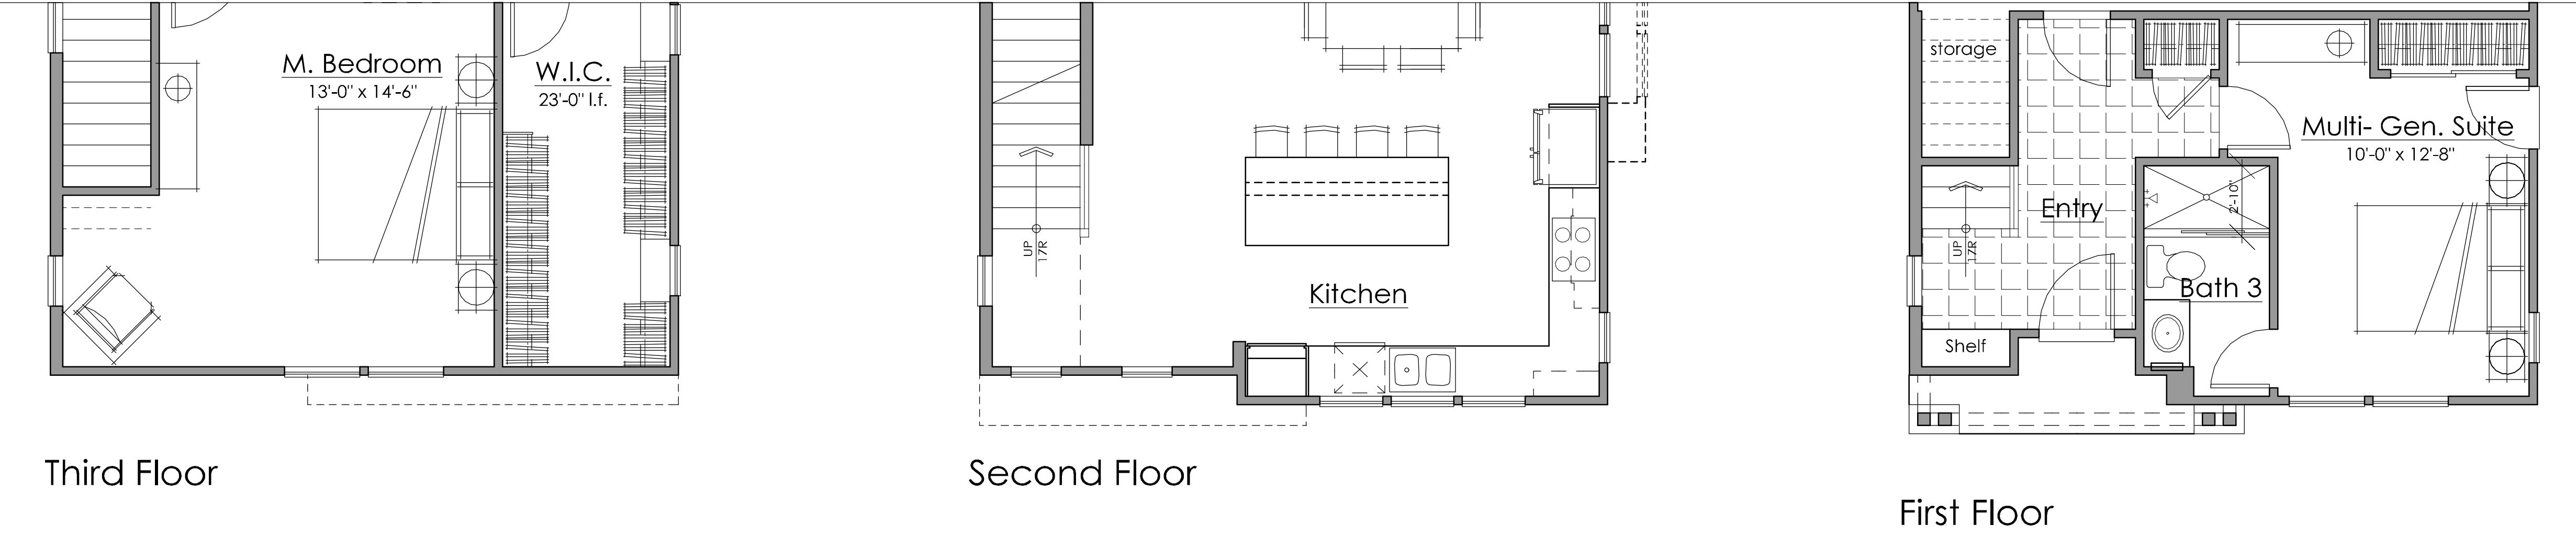 M. Bedroom
13'-0" x 14'-6"
W.I.C.
23'-0" l.f.
Third Floor
UP
17R
Kitchen
Second Floor
storage
Multi- Gen. Suite
10'-0" x 12'-8"
2'-10"
Entry
UP
17R
Bath 3
Shelf
First Floor